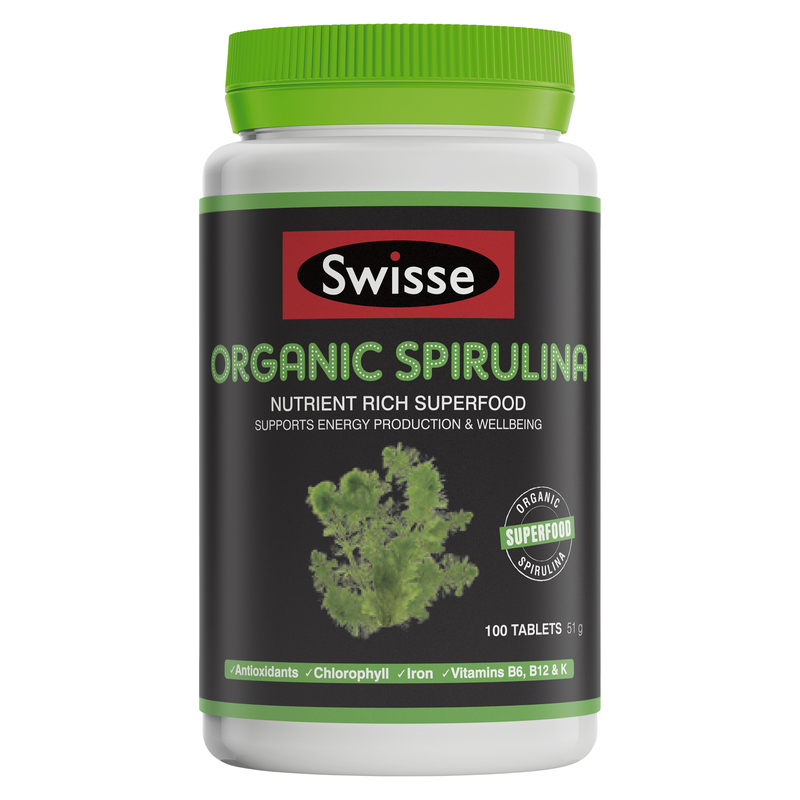 Swisse
ORGANIC SPIRULINA
NUTRIENT RICH SUPERFOOD
SUPPORTS ENERGY PRODUCTION & WELLBEING
ORGANIC
SUPERFOOD
SPIRULINA
100 TABLETS 51 g
✓Antioxidants ✓Chlorophyll ✓Iron ✓Vitamins B6, B12 & K